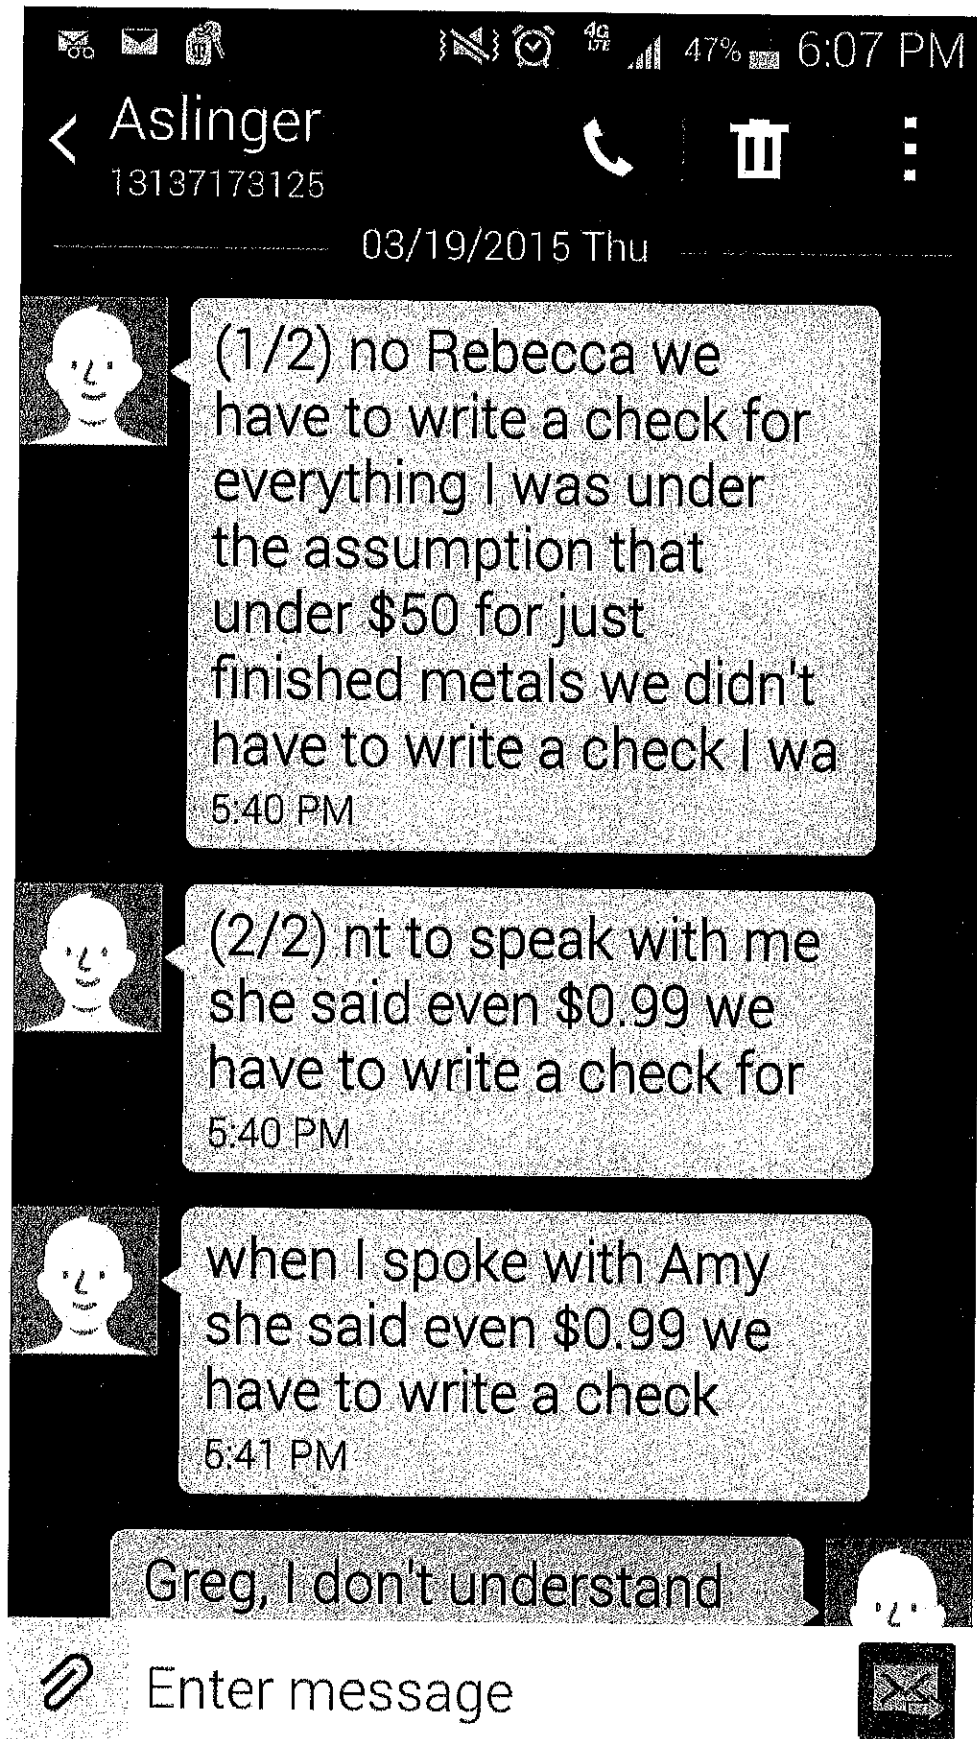 4G
LTE
47% 6:07 PM
Aslinger
13137173125
03/19/2015 Thu
(1/2) no Rebecca we
have to write a check for
everything I was under
the assumption that
under $50 for just
finished metals we didn't
have to write a check I wa
5:40 PM
(2/2) nt to speak with me
she said even $0.99 we
have to write a check for
5:40 PM
when I spoke with Amy
she said even $0.99 we
have to write a check
5:41 PM
Greg, I don't understand
Enter message